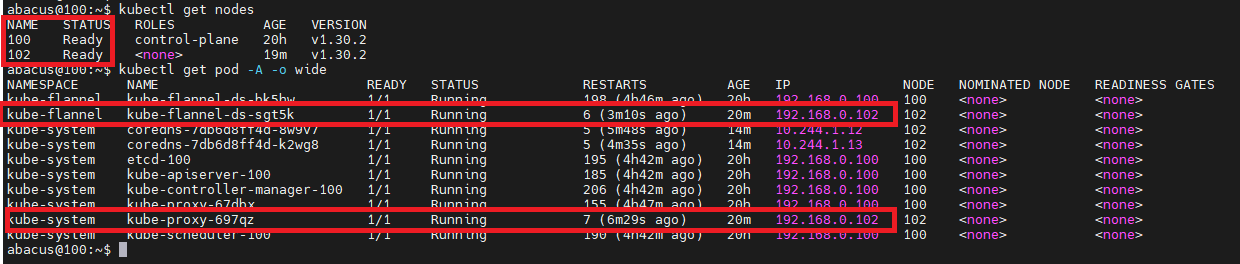 abacus@100:~$ kubectl get nodes
NAME STATUS ROLES AGE VERSION
100 Ready control-plane 20h v1.30.2
102 Ready <none> 19m v1.30.2
abacus@100:~$ kubectl get pod -A -o wide
NAMESPACE NAME READY STATUS RESTARTS AGE IP NODE NOMINATED NODE READINESS GATES
kube-flannel kube-flannel-ds-bk5bw 1/1 Running 198 (4h46m ago) 20h 192.168.0.100 100 <none> <none>
kube-flannel kube-flannel-ds-sgt5k 1/1 Running 6 (3m10s ago) 20m 192.168.0.102 102 <none> <none>
kube-system coredns-7db6d8ff4d-8w9v7 1/1 Running 5 (5m48s ago) 14m 10.244.1.12 102 <none> <none>
kube-system coredns-7db6d8ff4d-k2wg8 1/1 Running 5 (4m35s ago) 14m 10.244.1.13 102 <none> <none>
kube-system etcd-100 1/1 Running 195 (4h42m ago) 20h 192.168.0.100 100 <none> <none>
kube-system kube-apiserver-100 1/1 Running 185 (4h42m ago) 20h 192.168.0.100 100 <none> <none>
kube-system kube-controller-manager-100 1/1 Running 206 (4h42m ago) 20h 192.168.0.100 100 <none> <none>
kube-system kube-proxy-67dbx 1/1 Running 155 (4h47m ago) 20h 192.168.0.100 100 <none> <none>
kube-system kube-proxy-697qz 1/1 Running 7 (6m29s ago) 20m 192.168.0.102 102 <none> <none>
kube-system kube-scheduler-100 1/1 Running 190 (4h42m ago) 20h 192.168.0.100 100 <none> <none>
abacus@100:~$